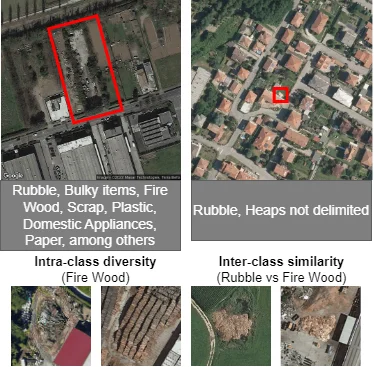 Google
Rubble, Bulky items, Fire
Wood, Scrap, Plastic,
Domestic Appliances,
Paper, among others
Rubble, Heaps not delimited
Intra-class diversity
(Fire Wood)
Inter-class similarity
(Rubble vs Fire Wood)